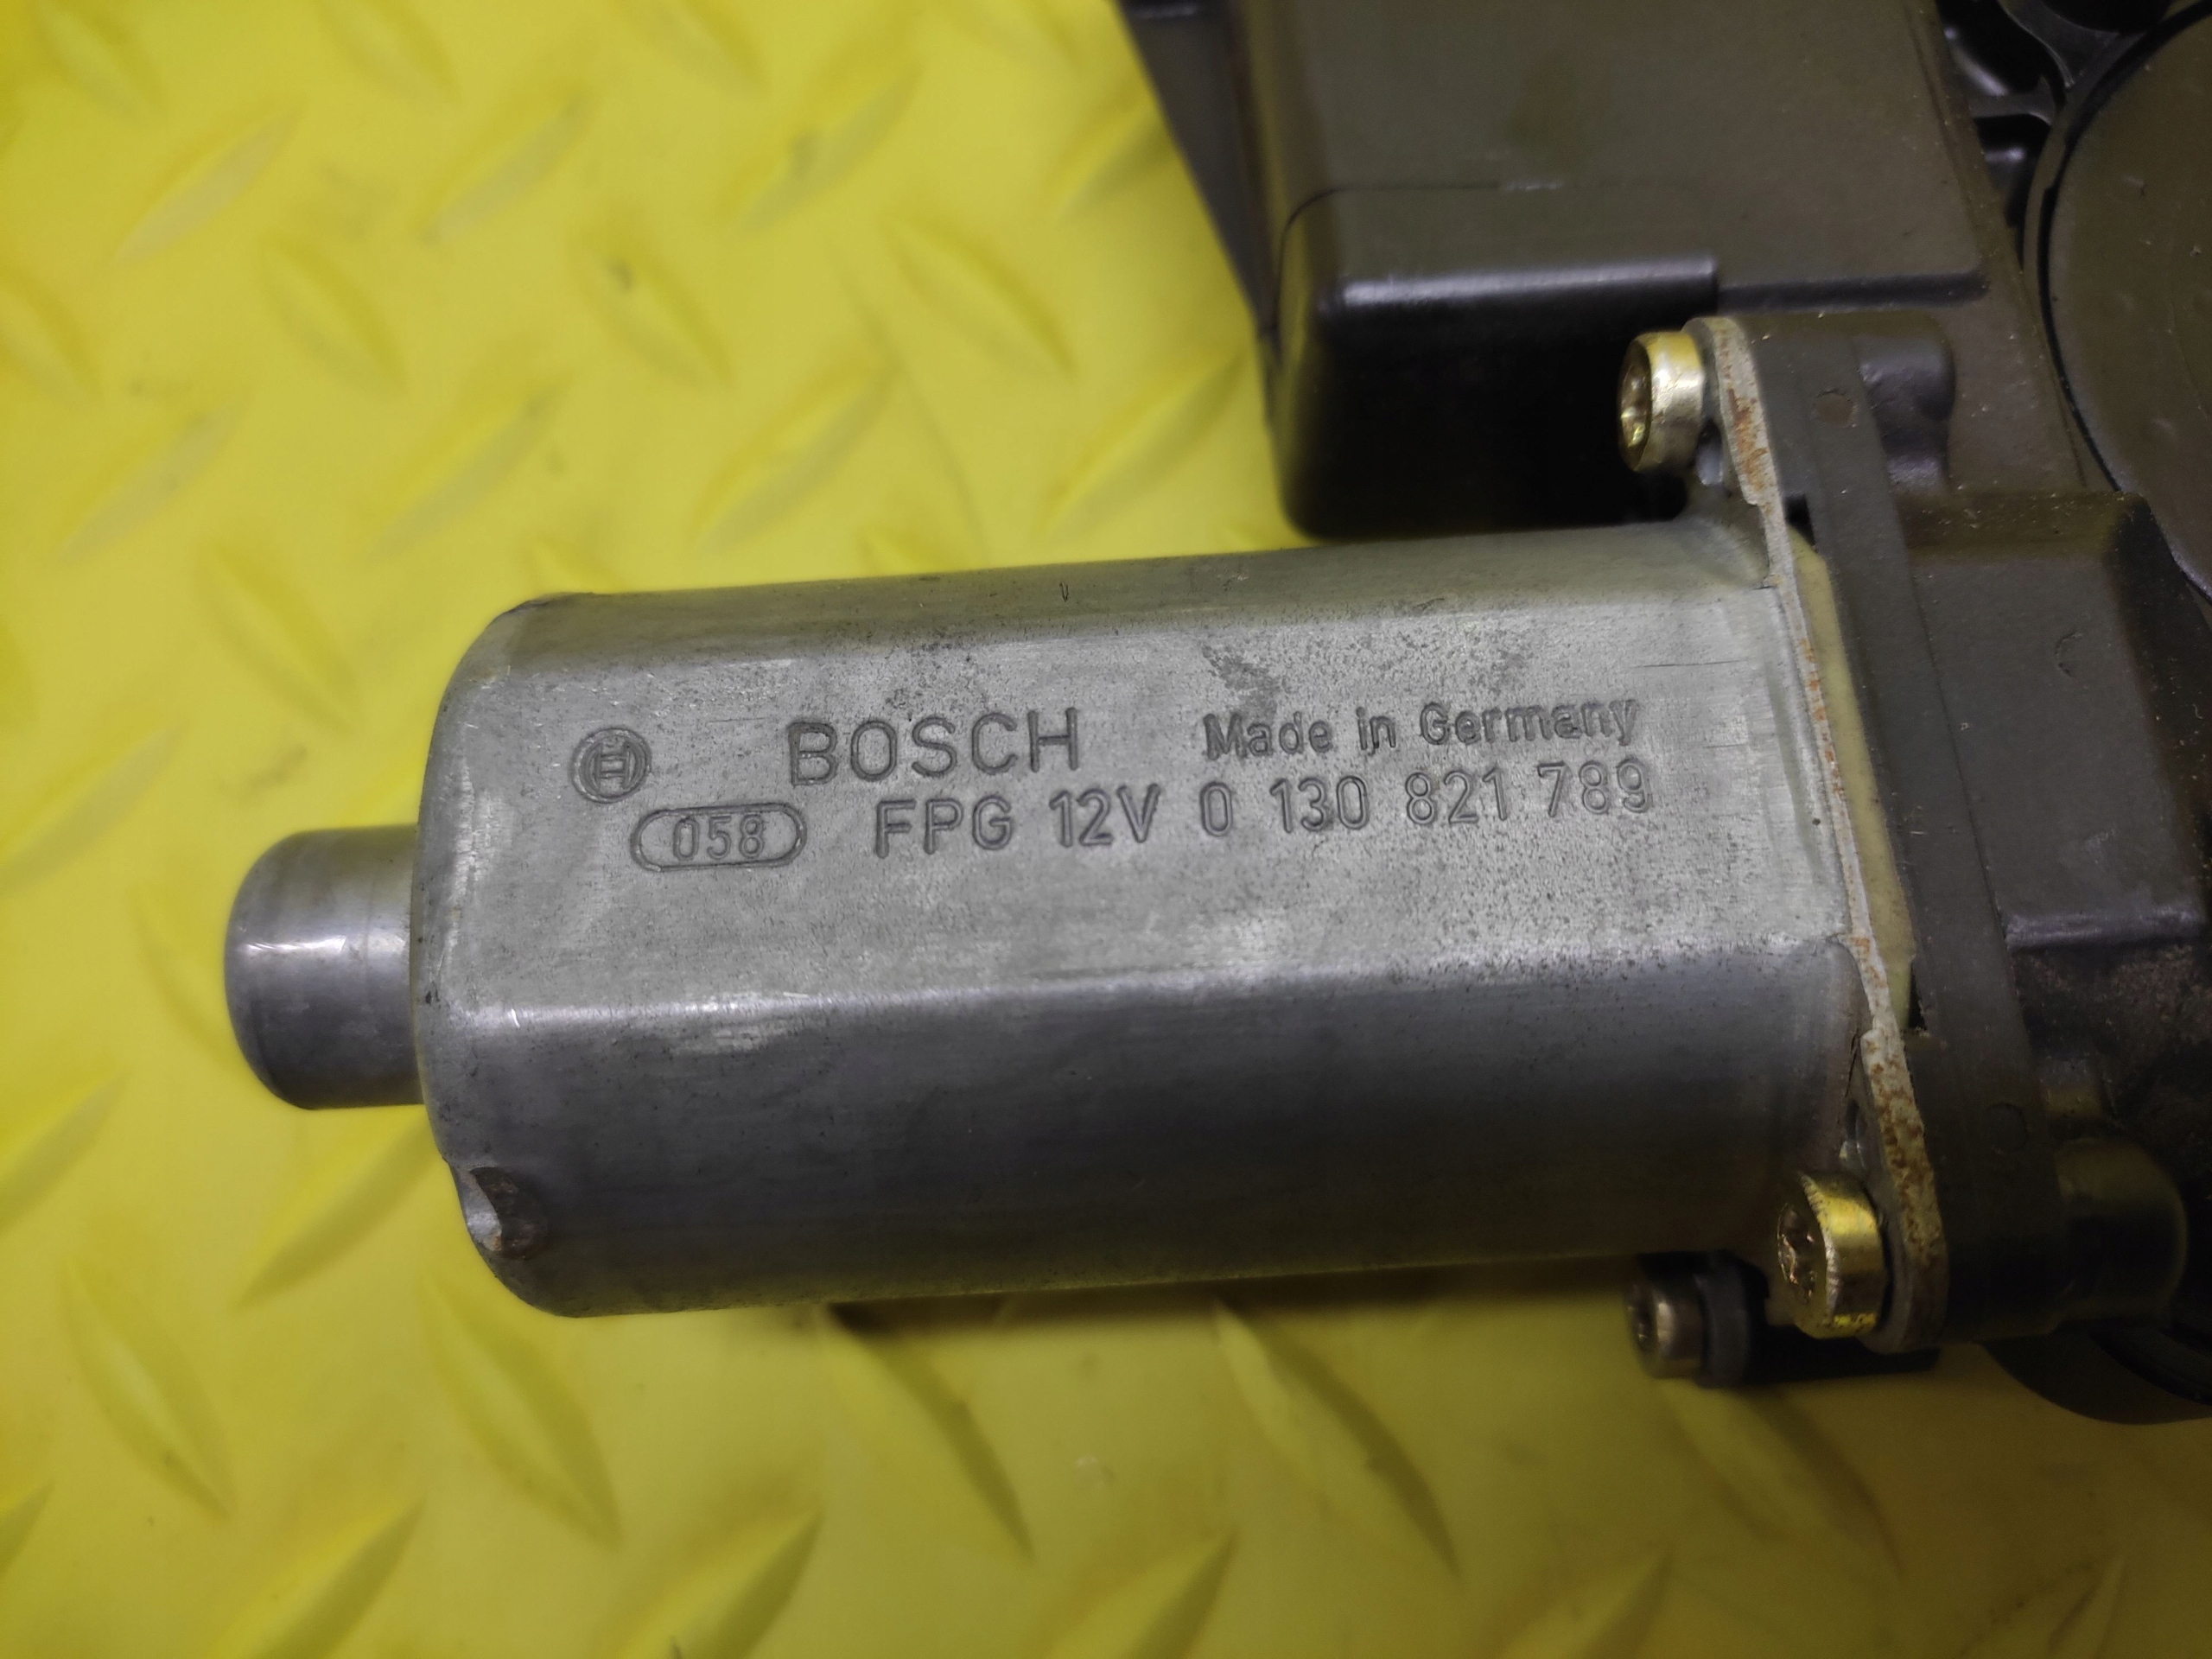 BOSCH Made in Germany
058 FPG 12V 0 130 821 789